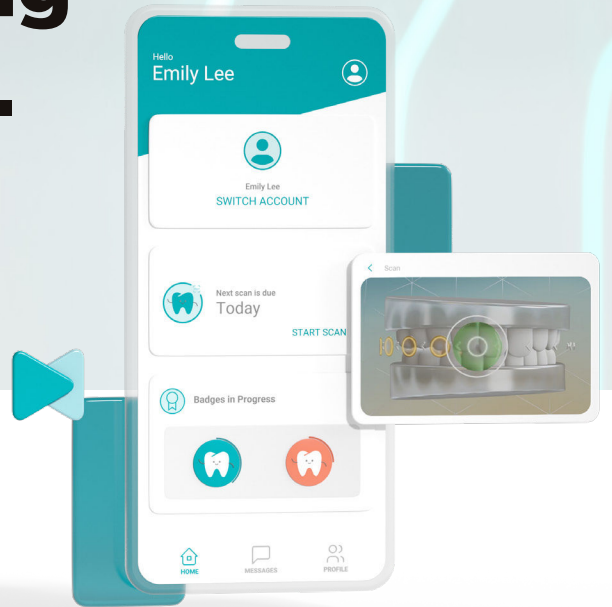 Hello
Emily Lee
Emily Lee
SWITCH ACCOUNT
Next scan is due
Today
START SCAN
Badges in Progress
HOME
MESSAGES
PROFILE
Scan